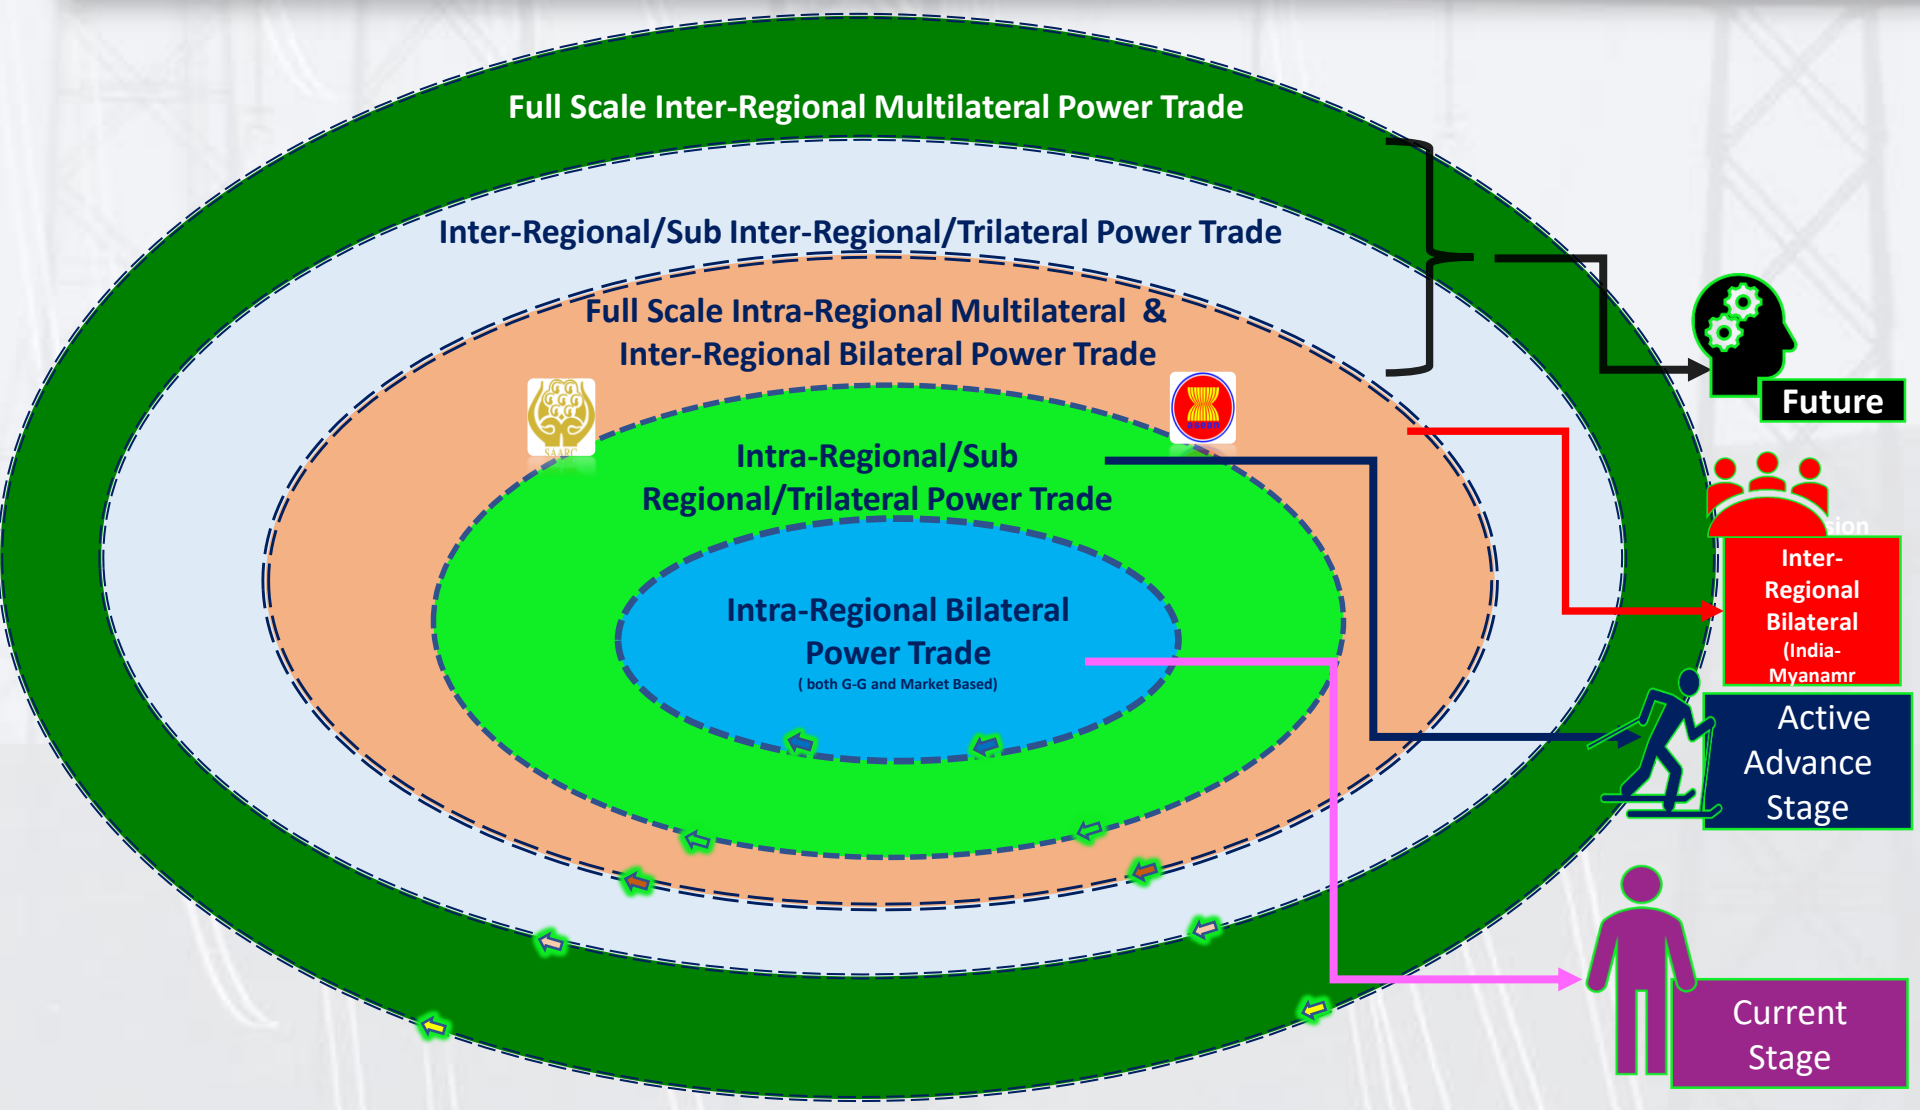 Full Scale Inter-Regional Multilateral Power Trade
Inter-Regional/Sub Inter-Regional/Trilateral Power Trade
Full Scale Intra-Regional Multilateral &
Inter-Regional Bilateral Power Trade
SAARC
asean
Intra-Regional/Sub
Regional/Trilateral Power Trade
Intra-Regional Bilateral
Power Trade
( both G-G and Market Based)
Future
Inter-
Regional
Bilateral
(India-
Myanamr
Active
Advance
Stage
Current
Stage